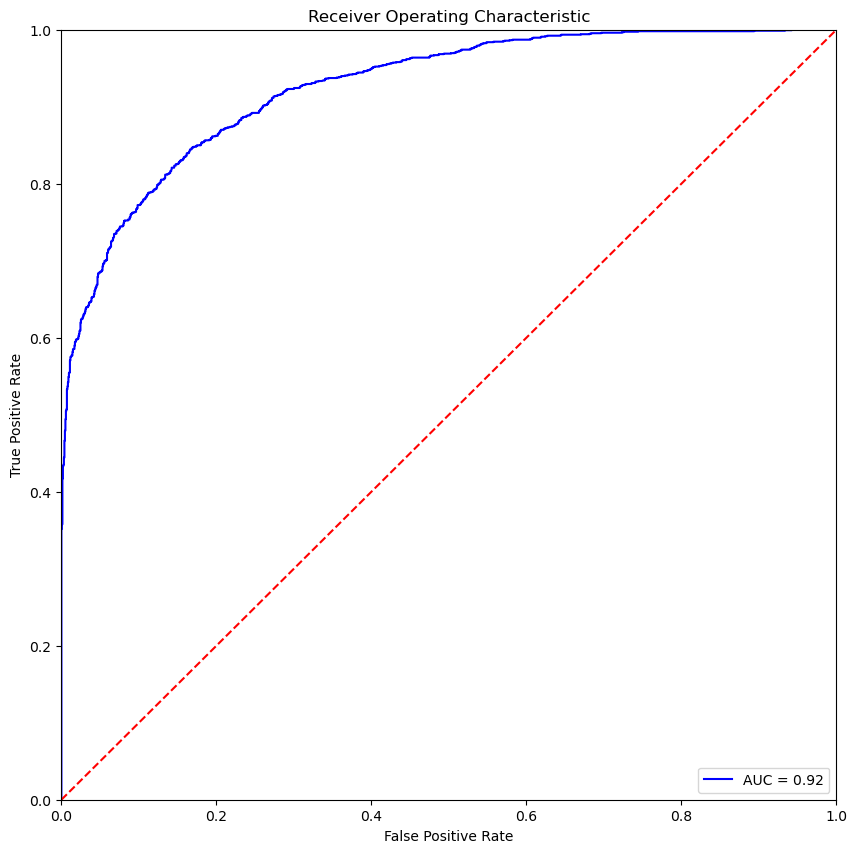 Receiver Operating Characteristic
1.0
0.8
0.6
0.4
0.2
0.0
True Positive Rate
AUC = 0.92
0.0 0.2 0.4 0.6 0.8 1.0
False Positive Rate